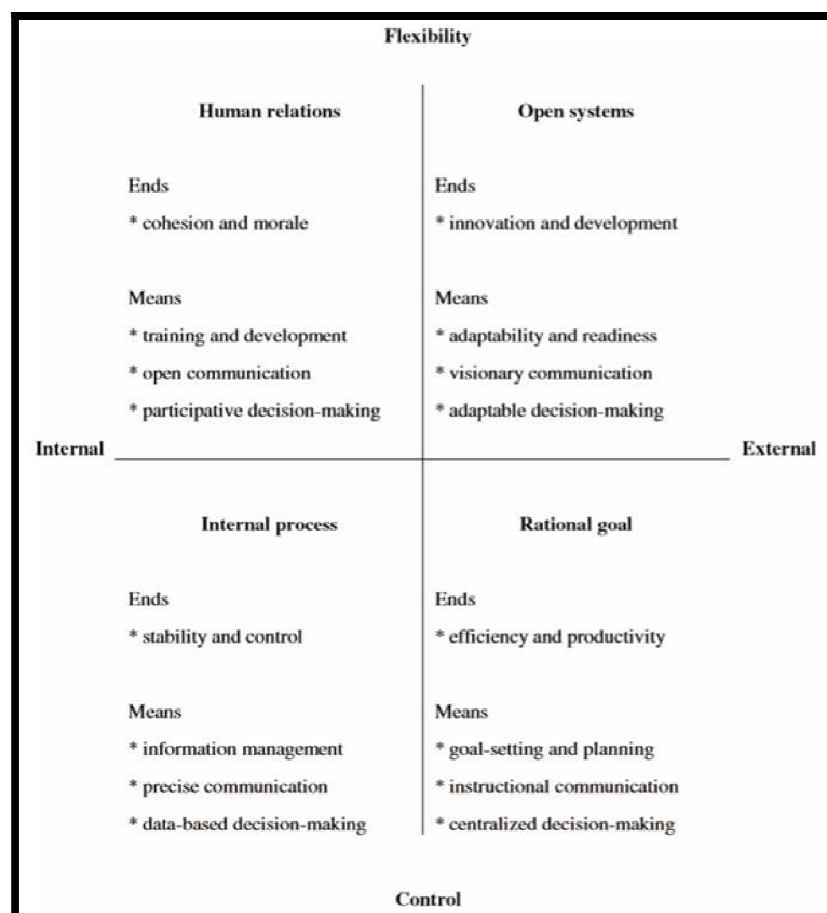 Flexibility
Human relations
Ends
* cohesion and morale
Means
* training and development
* open communication
* participative decision-making
Open systems
Ends
* innovation and development
Means
* adaptability and readiness
* visionary communication
* adaptable decision-making
Internal
External
Internal process
Ends
* stability and control
Means
* information management
* precise communication
* data-based decision-making
Rational goal
Ends
* efficiency and productivity
Means
* goal-setting and planning
* instructional communication
* centralized decision-making
Control